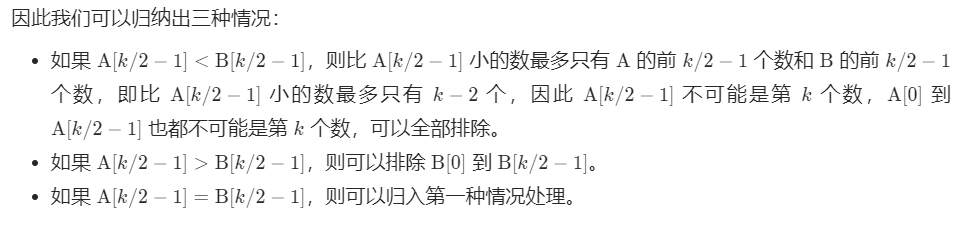 因此我们可以归纳出三种情况：
• 如果 A[k/2 − 1] < B[k/2 − 1]，则比 A[k/2 − 1] 小的数最多只有 A 的前 k/2 − 1 个数和 B 的前 k/2 − 1
个数，即比 A[k/2 − 1] 小的数最多只有 k − 2 个，因此 A[k/2 − 1] 不可能是第 k 个数，A[0] 到
A[k/2 − 1] 也都不可能是第 k 个数，可以全部排除。
• 如果 A[k/2 − 1] > B[k/2 − 1]，则可以排除 B[0] 到 B[k/2 − 1]。
• 如果 A[k/2 − 1] = B[k/2 − 1]，则可以归入第一种情况处理。